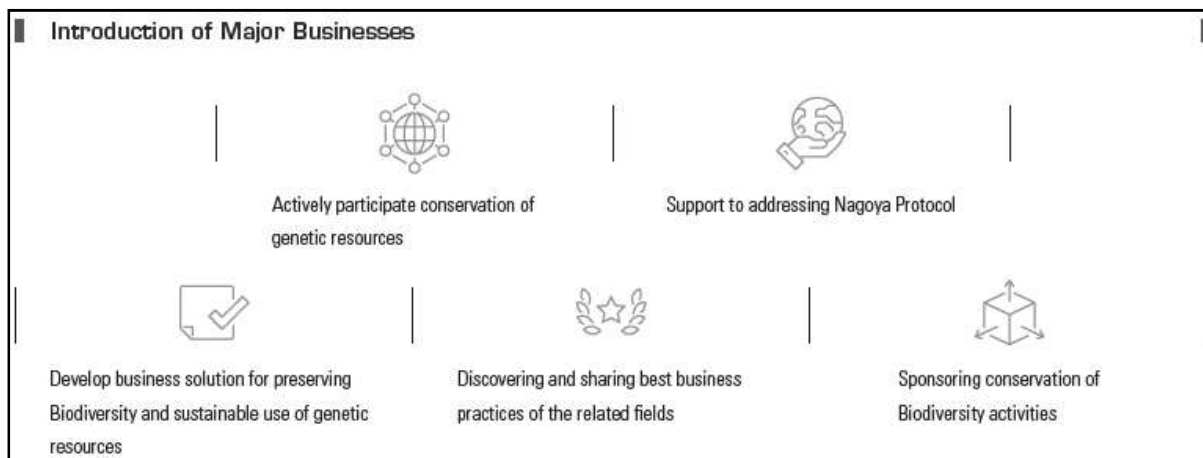 Introduction of Major Businesses
Actively participate conservation of
genetic resources
Support to addressing Nagoya Protocol
Develop business solution for preserving
Biodiversity and sustainable use of genetic
resources
Discovering and sharing best business
practices of the related fields
Sponsoring conservation of
Biodiversity activities